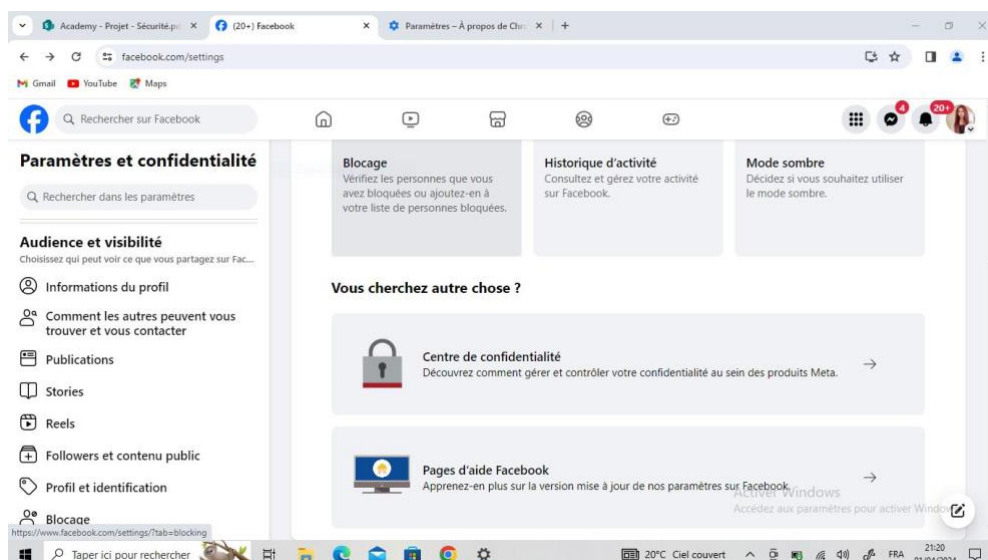 Academy - Projet - Sécurité.p
(20+) Facebook
Paramètres – À propos de Chr
facebook.com/settings
Gmail
YouTube
Maps
Rechercher sur Facebook
4
20+
Paramètres et confidentialité
Rechercher dans les paramètres
Audience et visibilité
Choisissez qui peut voir ce que vous partagez sur Fac...
Informations du profil
Comment les autres peuvent vous
trouver et vous contacter
Publications
Stories
Reels
Followers et contenu public
Profil et identification
Blocage
https://www.facebook.com/settings/?tab=blocking
Blocage
Vérifiez les personnes que vous
avez bloquées ou ajoutez-en à
votre liste de personnes bloquées.
Historique d'activité
Consultez et gérez votre activité
sur Facebook.
Mode sombre
Décidez si vous souhaitez utiliser
le mode sombre.
Vous cherchez autre chose ?
Centre de confidentialité
Découvrez comment gérer et contrôler votre confidentialité au sein des produits Meta.
Pages d'aide Facebook
Apprenez-en plus sur la version mise à jour de nos paramètres sur Facebook.
Activer Windows
Accédez aux paramètres pour activer Window
Taper ici pour rechercher
20°C Ciel couvert
FRA
21:20
01/04/2024